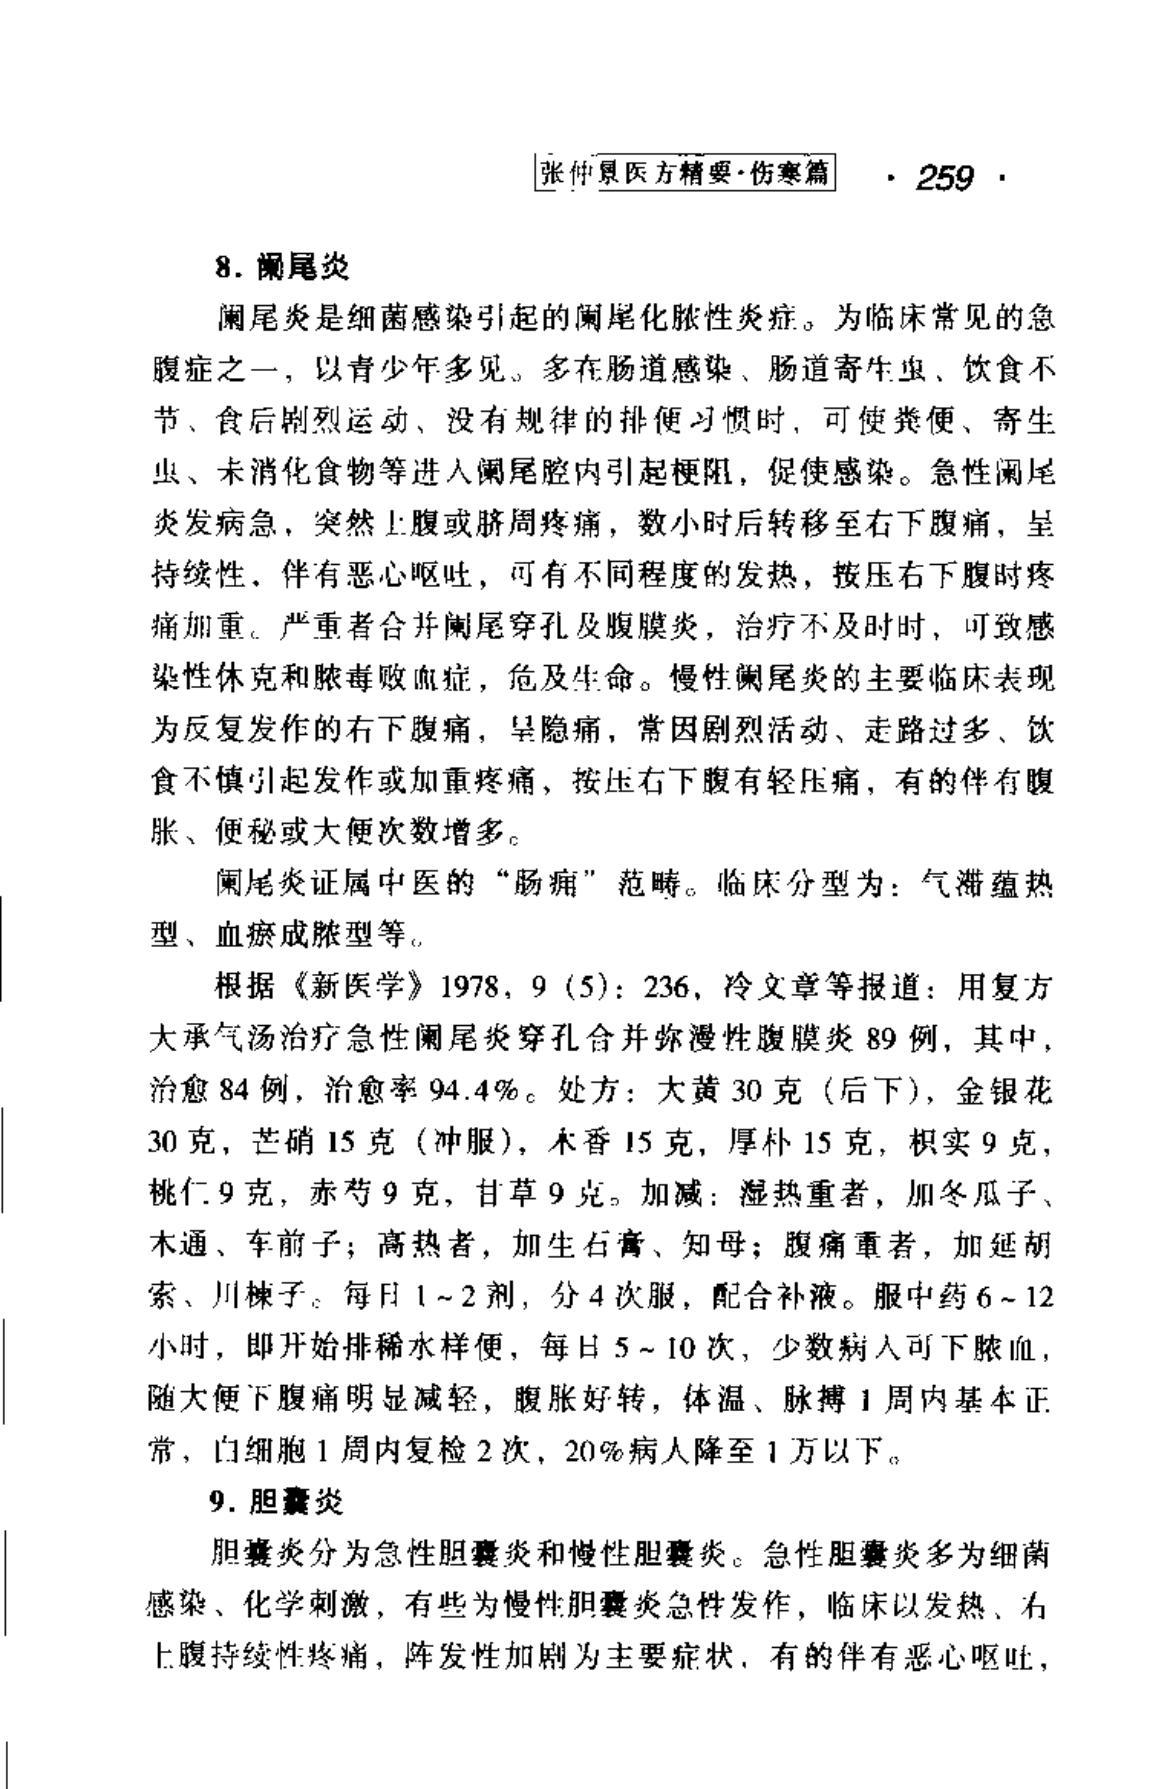 张仲景医方精要·伤寒篇 · 259 ·
8. 阑尾炎
阑尾炎是细菌感染引起的阑尾化脓性炎症。为临床常见的急
腹症之一，以青少年多见。多在肠道感染、肠道寄生虫、饮食不
节、食后剧烈运动、没有规律的排便习惯时，可使粪便、寄生
虫、未消化食物等进入阑尾腔内引起梗阻，促使感染。急性阑尾
炎发病急，突然上腹或脐周疼痛，数小时后转移至右下腹痛，呈
持续性，伴有恶心呕吐，可有不同程度的发热，按压右下腹时疼
痛加重。严重者合并阑尾穿孔及腹膜炎，治疗不及时时，可致感
染性休克和脓毒败血症，危及生命。慢性阑尾炎的主要临床表现
为反复发作的右下腹痛，呈隐痛，常因剧烈活动、走路过多、饮
食不慎引起发作或加重疼痛，按压右下腹有轻压痛，有的伴有腹
胀、便秘或大便次数增多。
阑尾炎证属中医的“肠痈”范畴。临床分型为：气滞蕴热
型、血瘀成脓型等。
根据《新医学》1978，9（5）：236，冷文章等报道：用复方
大承气汤治疗急性阑尾炎穿孔合并弥漫性腹膜炎 89 例，其中，
治愈 84 例，治愈率 94.4%。处方：大黄 30 克（后下），金银花
30 克，芒硝 15 克（冲服），木香 15 克，厚朴 15 克，枳实 9 克，
桃仁 9 克，赤芍 9 克，甘草 9 克。加减：湿热重者，加冬瓜子、
木通、车前子；高热者，加生石膏、知母；腹痛重者，加延胡
索、川楝子。每日 1～2 剂，分 4 次服，配合补液。服中药 6～12
小时，即开始排稀水样便，每日 5～10 次，少数病人可下脓血，
随大便下腹痛明显减轻，腹胀好转，体温、脉搏 1 周内基本正
常，白细胞 1 周内复检 2 次，20%病人降至 1 万以下。
9. 胆囊炎
胆囊炎分为急性胆囊炎和慢性胆囊炎。急性胆囊炎多为细菌
感染、化学刺激，有些为慢性胆囊炎急性发作，临床以发热、右
上腹持续性疼痛，阵发性加剧为主要症状，有的伴有恶心呕吐，